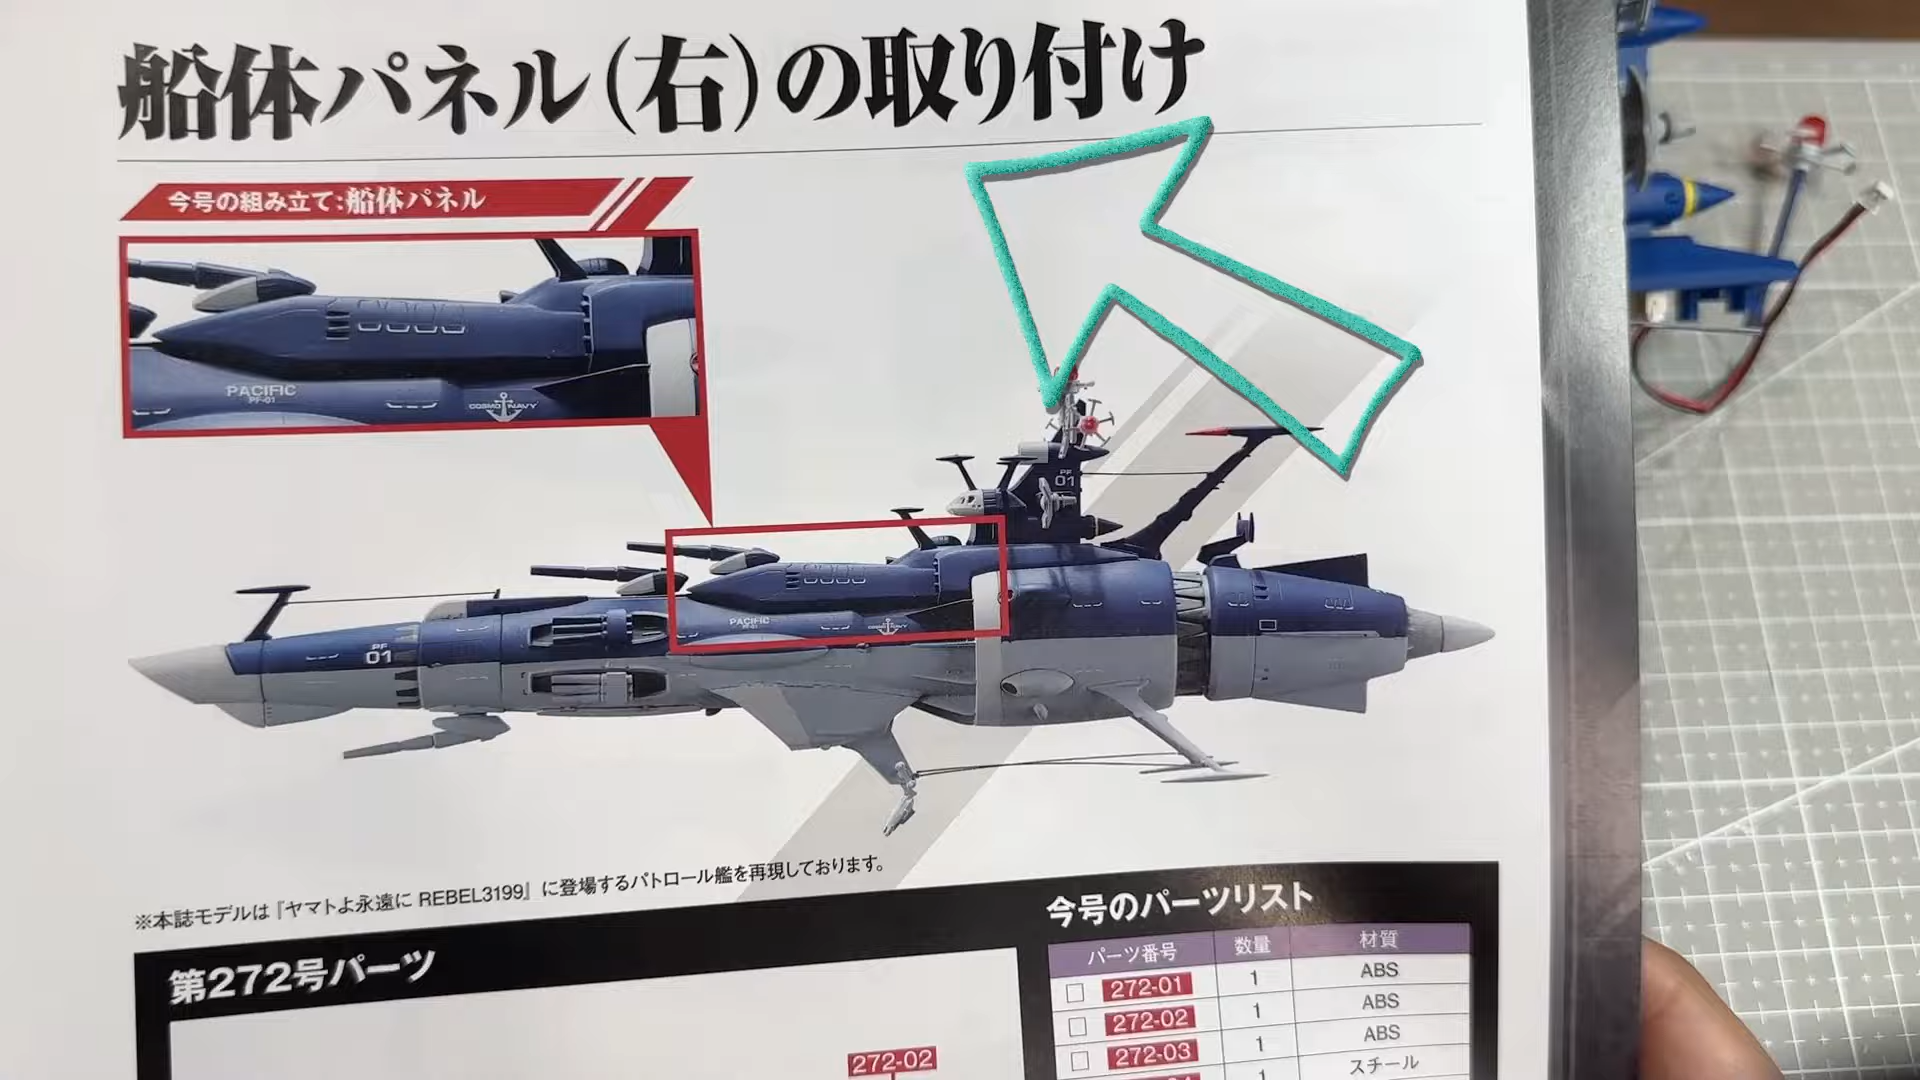 船体パネル(右)の取り付け
今号の組み立て:船体パネル
PACIFIC
PF-01
COSMO NAVY
PF
01
PACIFIC
PF-01
COSMO NAVY
PF
01
※本誌モデルは『ヤマトよ永遠に REBEL3199』に登場するパトロール艦を再現しております。
第272号パーツ
272-02
今号のパーツリスト
パーツ番号 数量 材質
272-01 1 ABS
272-02 1 ABS
272-03 1 ABS
1 スチール